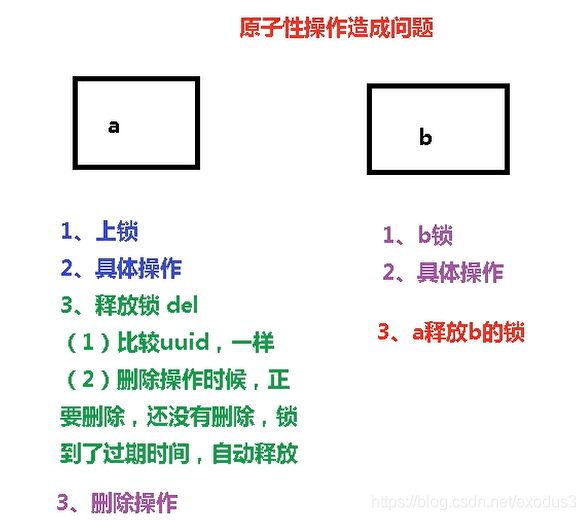 原子性操作造成问题
a
b
1、上锁
2、具体操作
3、释放锁 del
（1）比较uuid，一样
（2）删除操作时候，正
要删除，还没有删除，锁
到了过期时间，自动释放
3、删除操作
1、b锁
2、具体操作
3、a释放b的锁
https://blog.csdn.net/exodus3